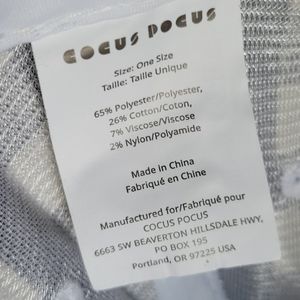 COCUS POCUS
Size: One Size
Taille: Taille Unique
65% Polyester/Polyester,
26% Cotton/Coton,
7% Viscose/Viscose
2% Nylon/Polyamide
Made in China
Fabriqué en Chine
Manufactured for/Fabriqué pour
COCUS POCUS
6663 SW BEAVERTON HILLSDALE HWY,
PO BOX 195
Portland, OR 97225 USA